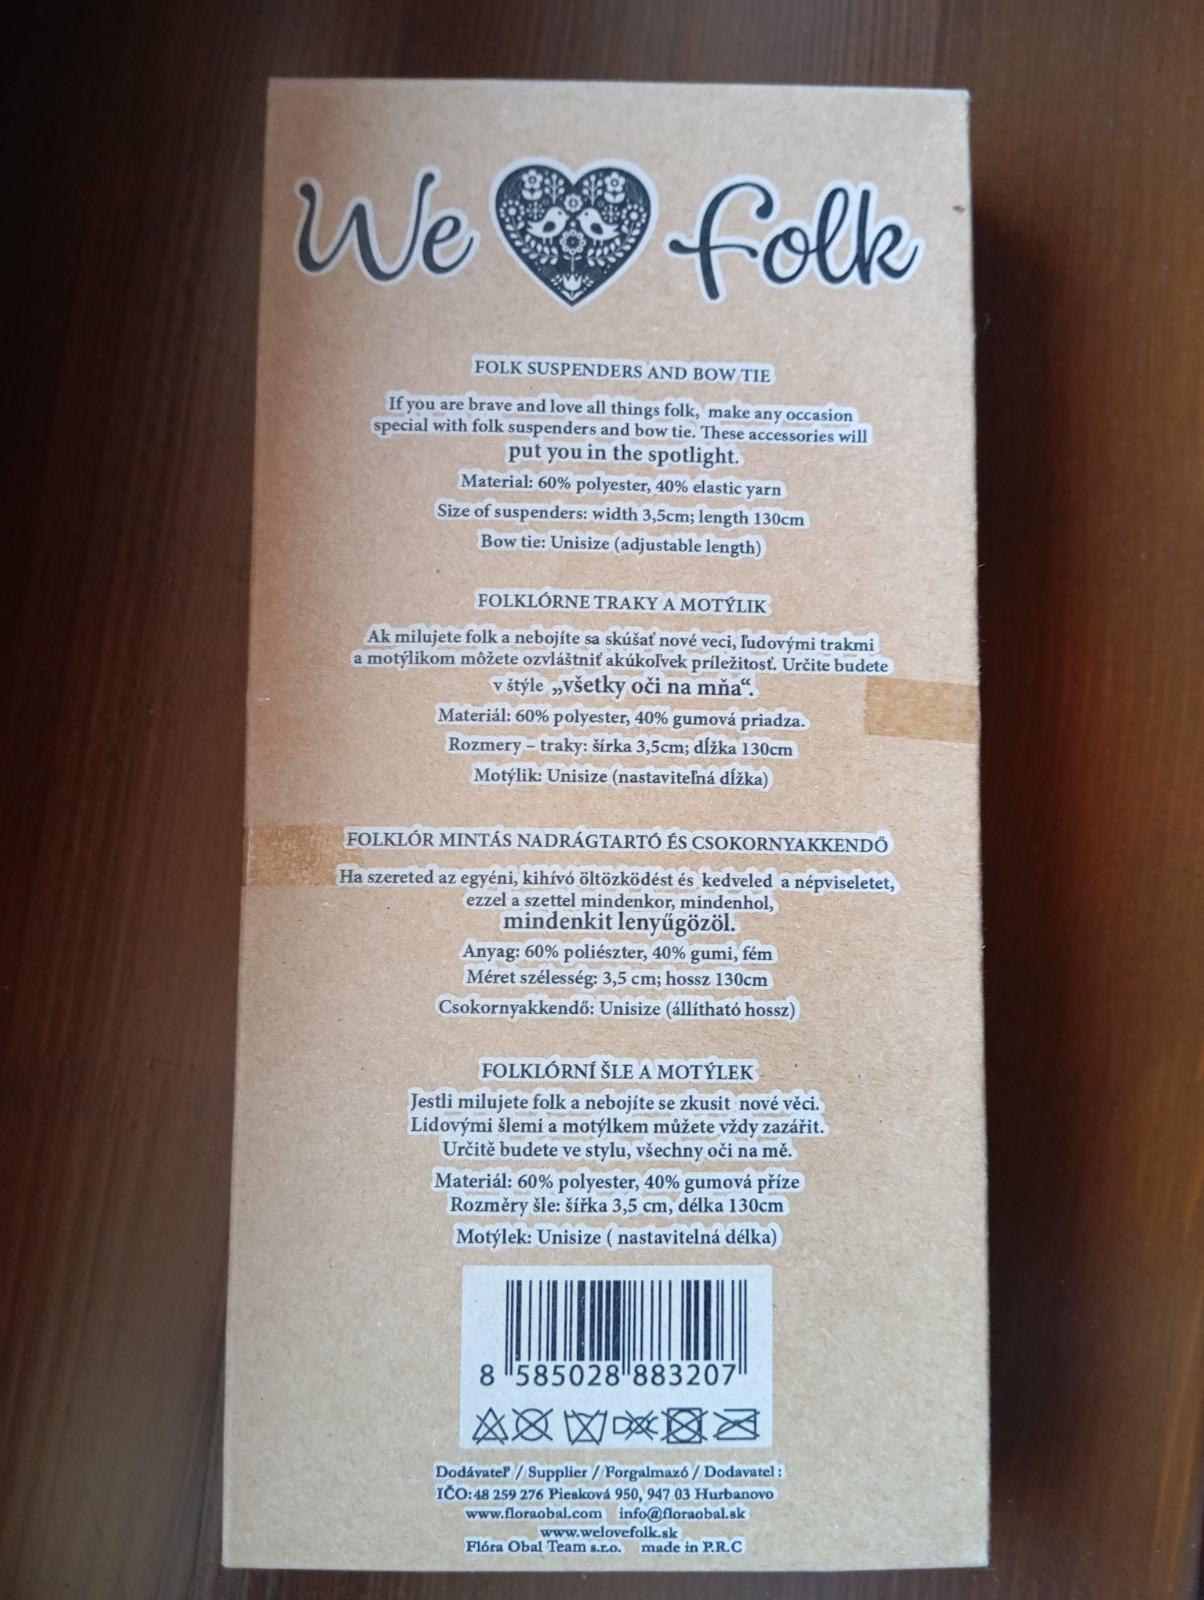 We folk
FOLK SUSPENDERS AND BOW TIE
If you are brave and love all things folk, make any occasion
special with folk suspenders and bow tie. These accessories will
put you in the spotlight.
Material: 60% polyester, 40% elastic yarn
Size of suspenders: width 3,5cm; length 130cm
Bow tie: Unisize (adjustable length)
FOLKLÓRNE TRAKY A MOTÝLIK
Ak milujete folk a nebojíte sa skúšať nové veci, ľudovými trakmi
a motýlikom môžete ozvláštniť akúkoľvek príležitosť. Určite budete
v štýle „všetky oči na mňa“.
Materiál: 60% polyester, 40% gumová priadza.
Rozmery – traky: šírka 3,5cm; dĺžka 130cm
Motýlik: Unisize (nastaviteľná dĺžka)
FOLKLÓR MINTÁS NADRÁGTARTÓ ÉS CSOKORNYAKKENDŐ
Ha szereted az egyéni, kihívó öltözködést és kedveled a népviseletet,
ezzel a szettel mindenkor, mindenhol,
mindenkit lenyűgözöl.
Anyag: 60% poliészter, 40% gumi, fém
Méret szélesség: 3,5 cm; hossz 130cm
Csokornyakkendő: Unisize (állítható hossz)
FOLKLÓRNÍ ŠLE A MOTÝLEK
Jestli milujete folk a nebojíte se zkusit nové věci.
Lidovými šlemi a motýlkem můžete vždy zazářit.
Určitě budete ve stylu, všechny oči na mě.
Materiál: 60% polyester, 40% gumová příze
Rozměry šle: šířka 3,5 cm, délka 130cm
Motýlek: Unisize ( nastavitelná délka)
8 585028 883207
Dodávateľ / Supplier / Forgalmazó / Dodavatel :
IČO: 48 259 276 Piesková 950, 947 03 Hurbanovo
www.floraobal.com info@floraobal.sk
www.welovefolk.sk
Flóra Obal Team s.r.o. made in P.R.C